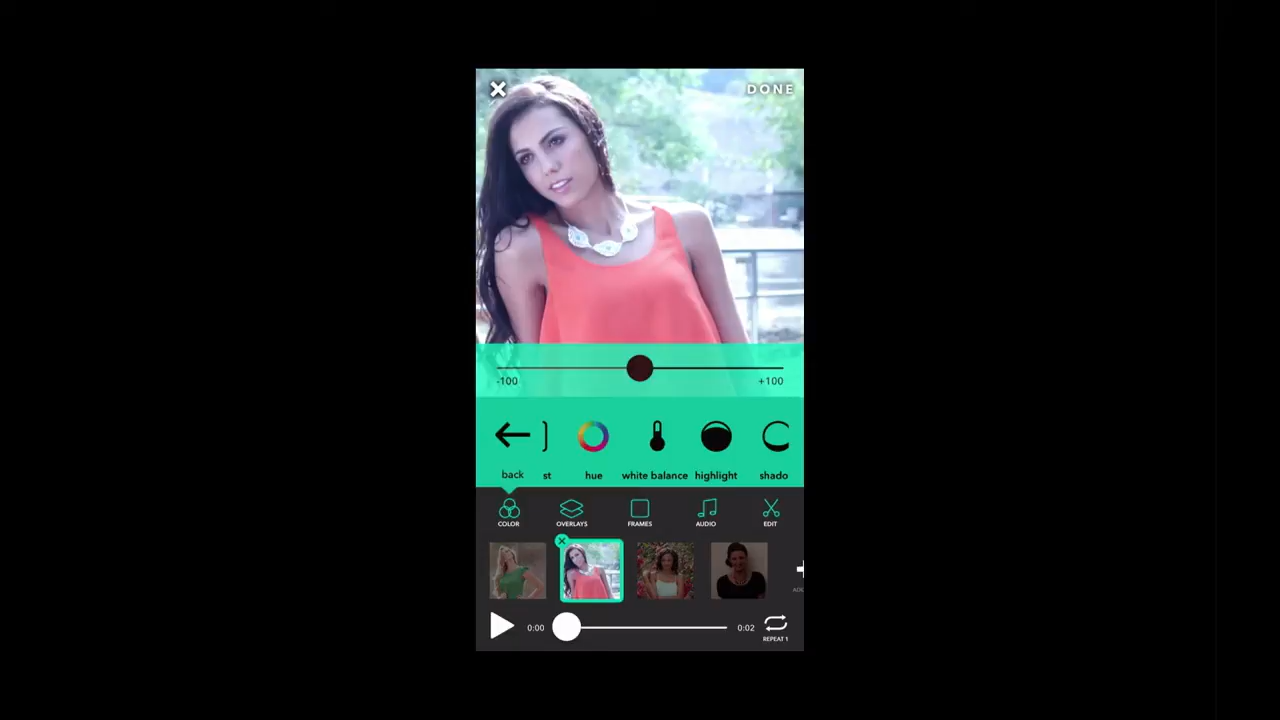 DONE
-100 +100
back st hue white balance highlight shado
COLOR OVERLAYS FRAMES AUDIO EDIT
0:00 0:02
REPEAT 1